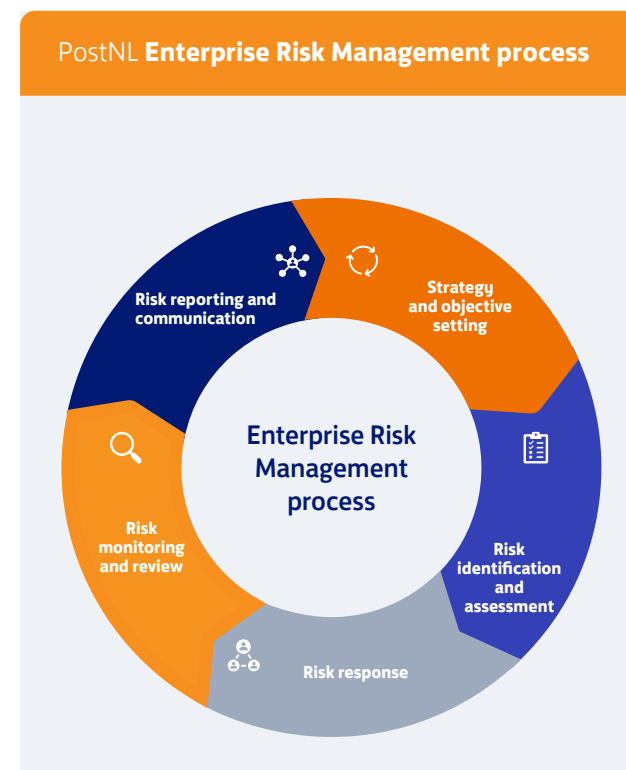 PostNL Enterprise Risk Management process
Strategy
and objective
setting
Risk
identification
and
assessment
Risk response
Risk
monitoring
and review
Risk reporting and
communication
Enterprise Risk
Management
process